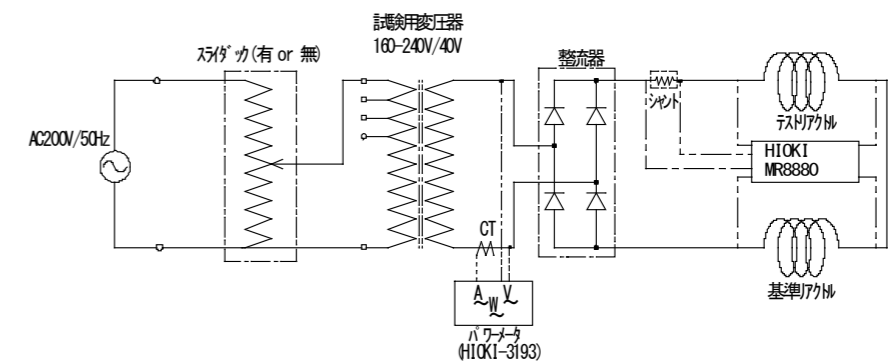 試験用変圧器
160-240V/40V
スライダック(有 or 無)
整流器
シャント
テストリアクトル
AC200V/50Hz
HIOKI
MR8880
CT
基準リアクトル
A W V
パワーメータ
(HIOKI-3193)